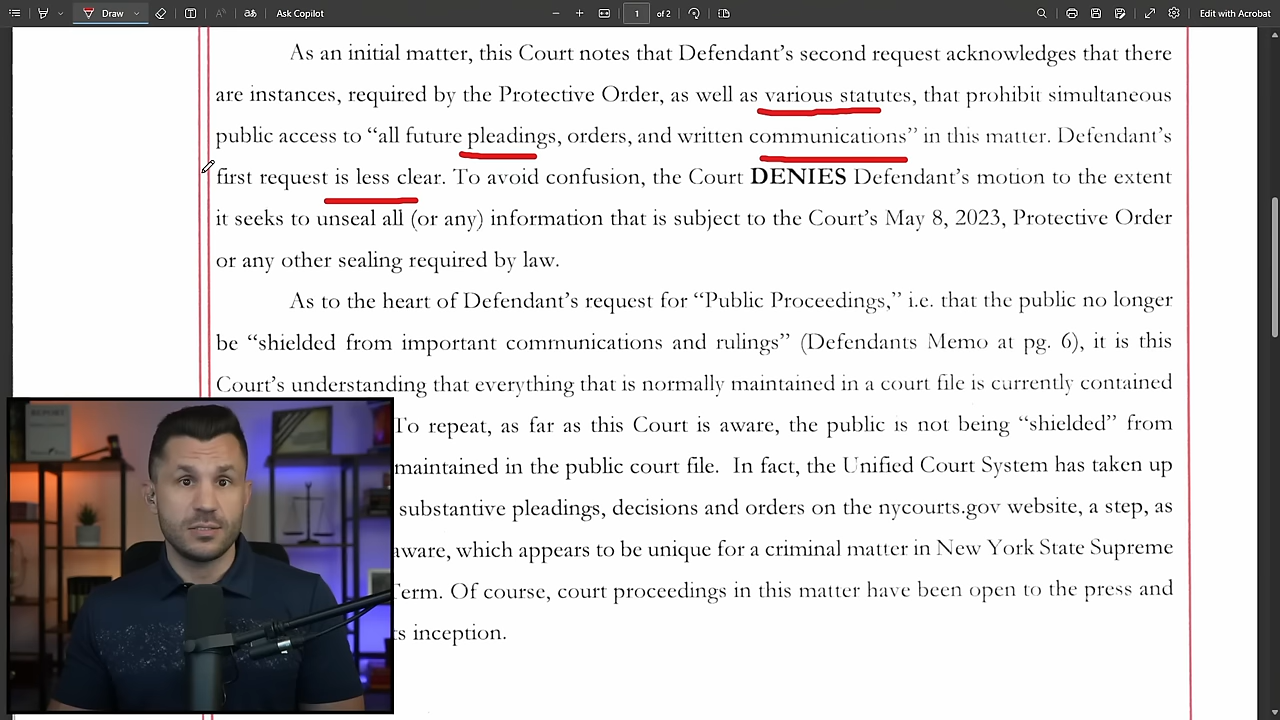 Draw
Ask Copilot
1 of 2
Edit with Acrobat
As an initial matter, this Court notes that Defendant’s second request acknowledges that there
are instances, required by the Protective Order, as well as various statutes, that prohibit simultaneous
public access to “all future pleadings, orders, and written communications” in this matter. Defendant’s
first request is less clear. To avoid confusion, the Court DENIES Defendant’s motion to the extent
it seeks to unseal all (or any) information that is subject to the Court’s May 8, 2023, Protective Order
or any other sealing required by law.
As to the heart of Defendant’s request for “Public Proceedings,” i.e. that the public no longer
be “shielded from important communications and rulings” (Defendants Memo at pg. 6), it is this
Court’s understanding that everything that is normally maintained in a court file is currently contained
To repeat, as far as this Court is aware, the public is not being “shielded” from
maintained in the public court file. In fact, the Unified Court System has taken up
substantive pleadings, decisions and orders on the nycourts.gov website, a step, as
aware, which appears to be unique for a criminal matter in New York State Supreme
Term. Of course, court proceedings in this matter have been open to the press and
ts inception.